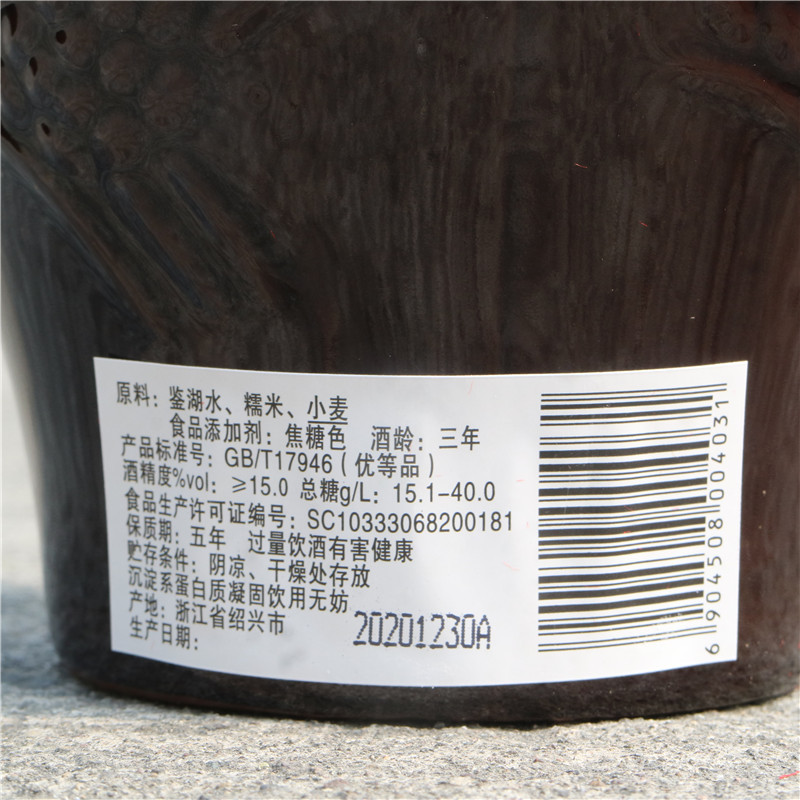 原料：鉴湖水、糯米、小麦
食品添加剂：焦糖色 酒龄：三年
产品标准号：GB/T17946（优等品）
酒精度%vol：≥15.0 总糖g/L：15.1-40.0
食品生产许可证编号：SC10333068200181
保质期：五年 过量饮酒有害健康
贮存条件：阴凉、干燥处存放
沉淀系蛋白质凝固饮用无妨
产地：浙江省绍兴市
生产日期：
20201230A
6904508004031